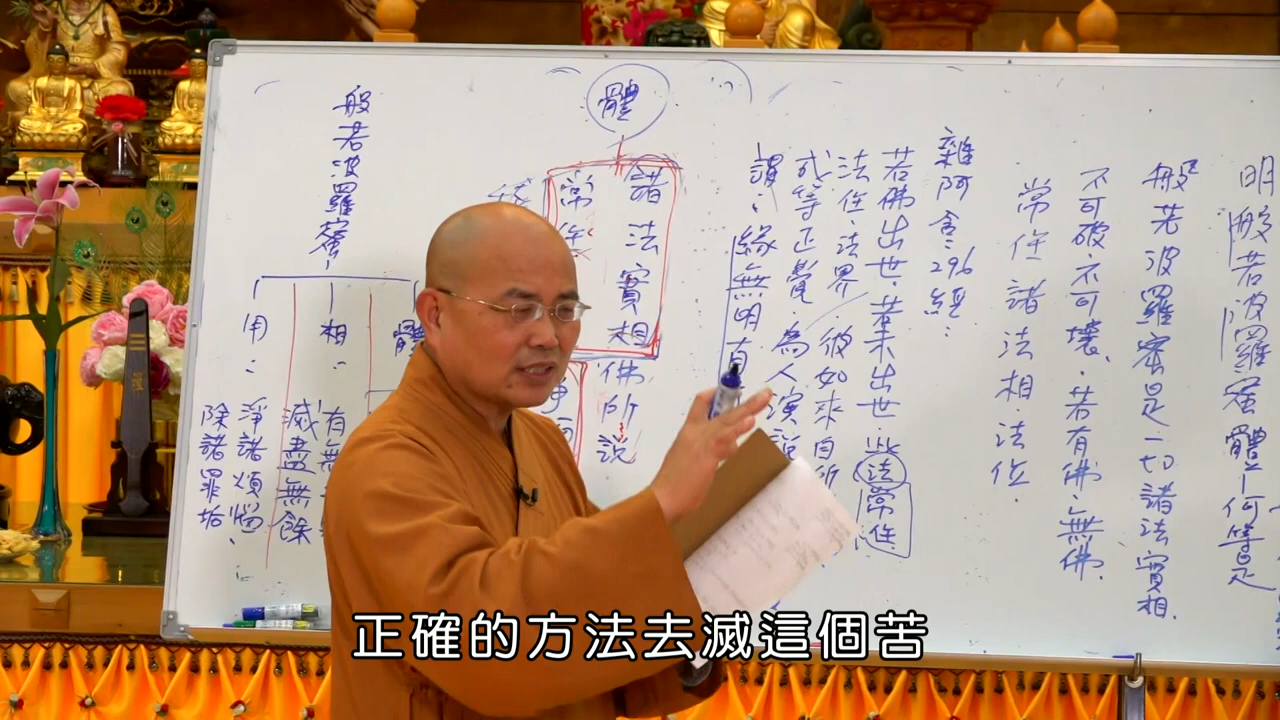 明般若波羅蜜體-何等是
般若波羅蜜是一切諸法實相.
不可破.不可壞.若有佛.無佛.
常住諸法相.法位.
雜阿含:296經:
若佛出世.若未出世.此法常住.
法住.法界.彼如來自所
成等正覺.為人演說
謂:緣無明有
體
諸法實相
佛所說
常住
般若波羅蜜:
體
相:
有無
滅盡無餘
用:
淨諸煩惱
除諸罪垢.
正確的方法去滅這個苦